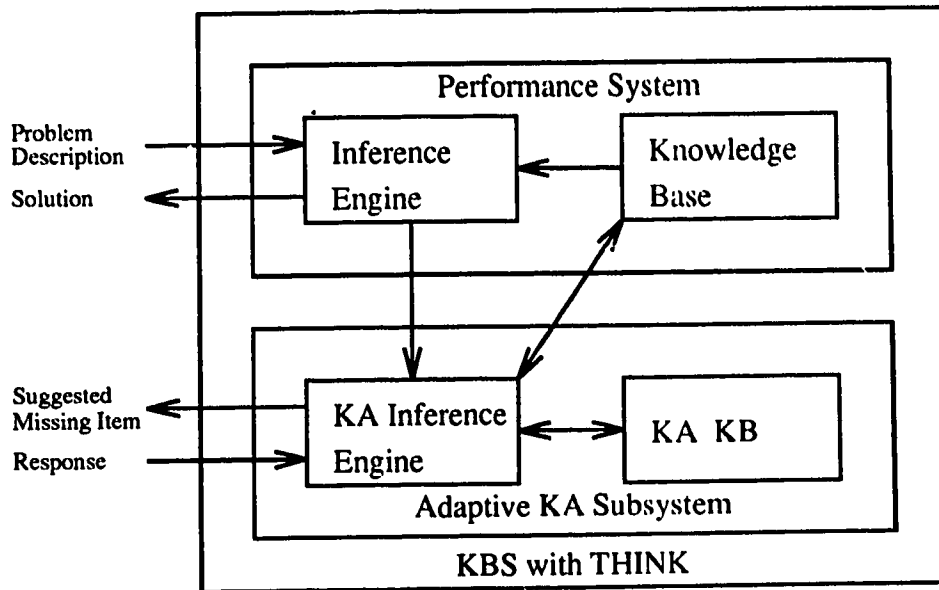 Performance System
Problem
Description
Solution
Inference
Engine
Knowledge
Base
Suggested
Missing Item
Response
KA Inference
Engine
KA KB
Adaptive KA Subsystem
KBS with THINK